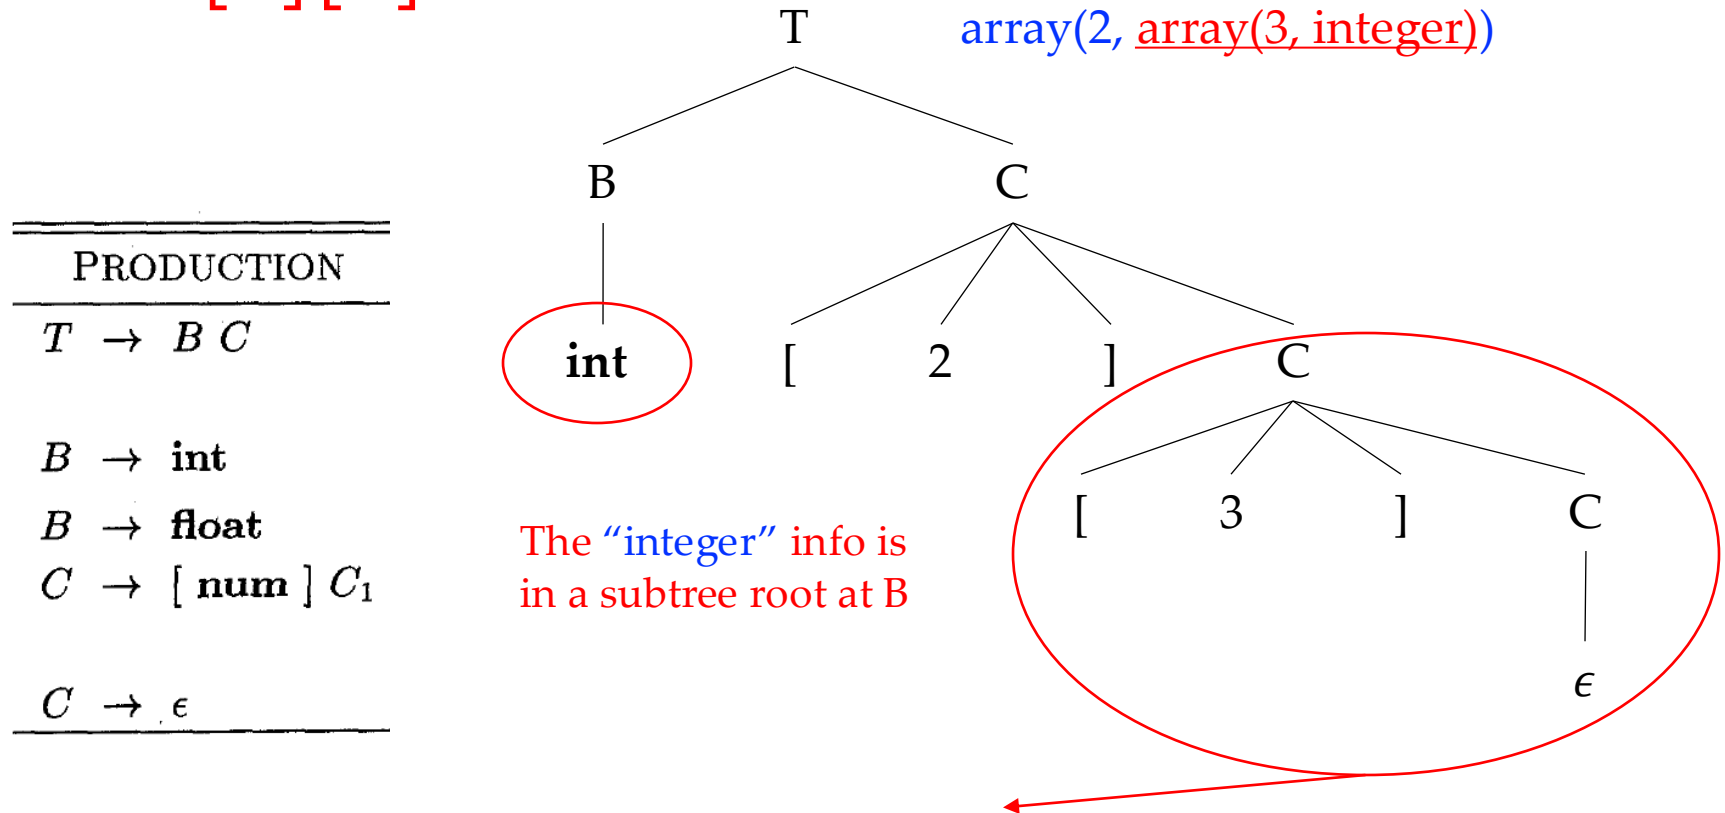 T
array(2, array(3, integer))
B
C
PRODUCTION
T → B C
int
[
2
]
C
B → int
B → float
C → [ num ] C₁
C → ϵ
The “integer” info is
in a subtree root at B
[
3
]
C
ϵ